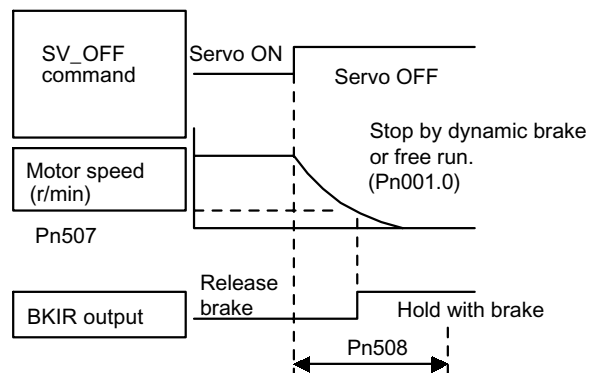 SV_OFF
command
Servo ON
Servo OFF
Stop by dynamic brake
or free run.
(Pn001.0)
Motor speed
(r/min)
Pn507
Release
brake
BKIR output
Hold with brake
Pn508